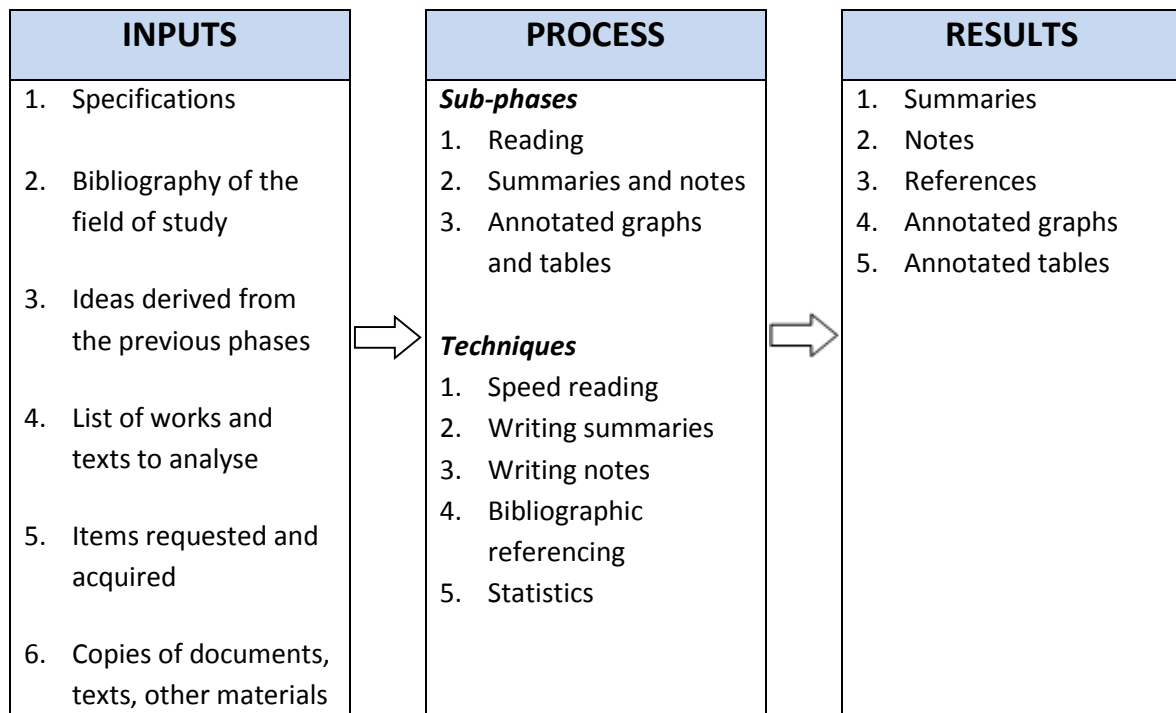 INPUTS
1. Specifications
2. Bibliography of the
field of study
3. Ideas derived from
the previous phases
4. List of works and
texts to analyse
5. Items requested and
acquired
6. Copies of documents,
texts, other materials
PROCESS
Sub-phases
1. Reading
2. Summaries and notes
3. Annotated graphs
and tables
Techniques
1. Speed reading
2. Writing summaries
3. Writing notes
4. Bibliographic
referencing
5. Statistics
RESULTS
1. Summaries
2. Notes
3. References
4. Annotated graphs
5. Annotated tables